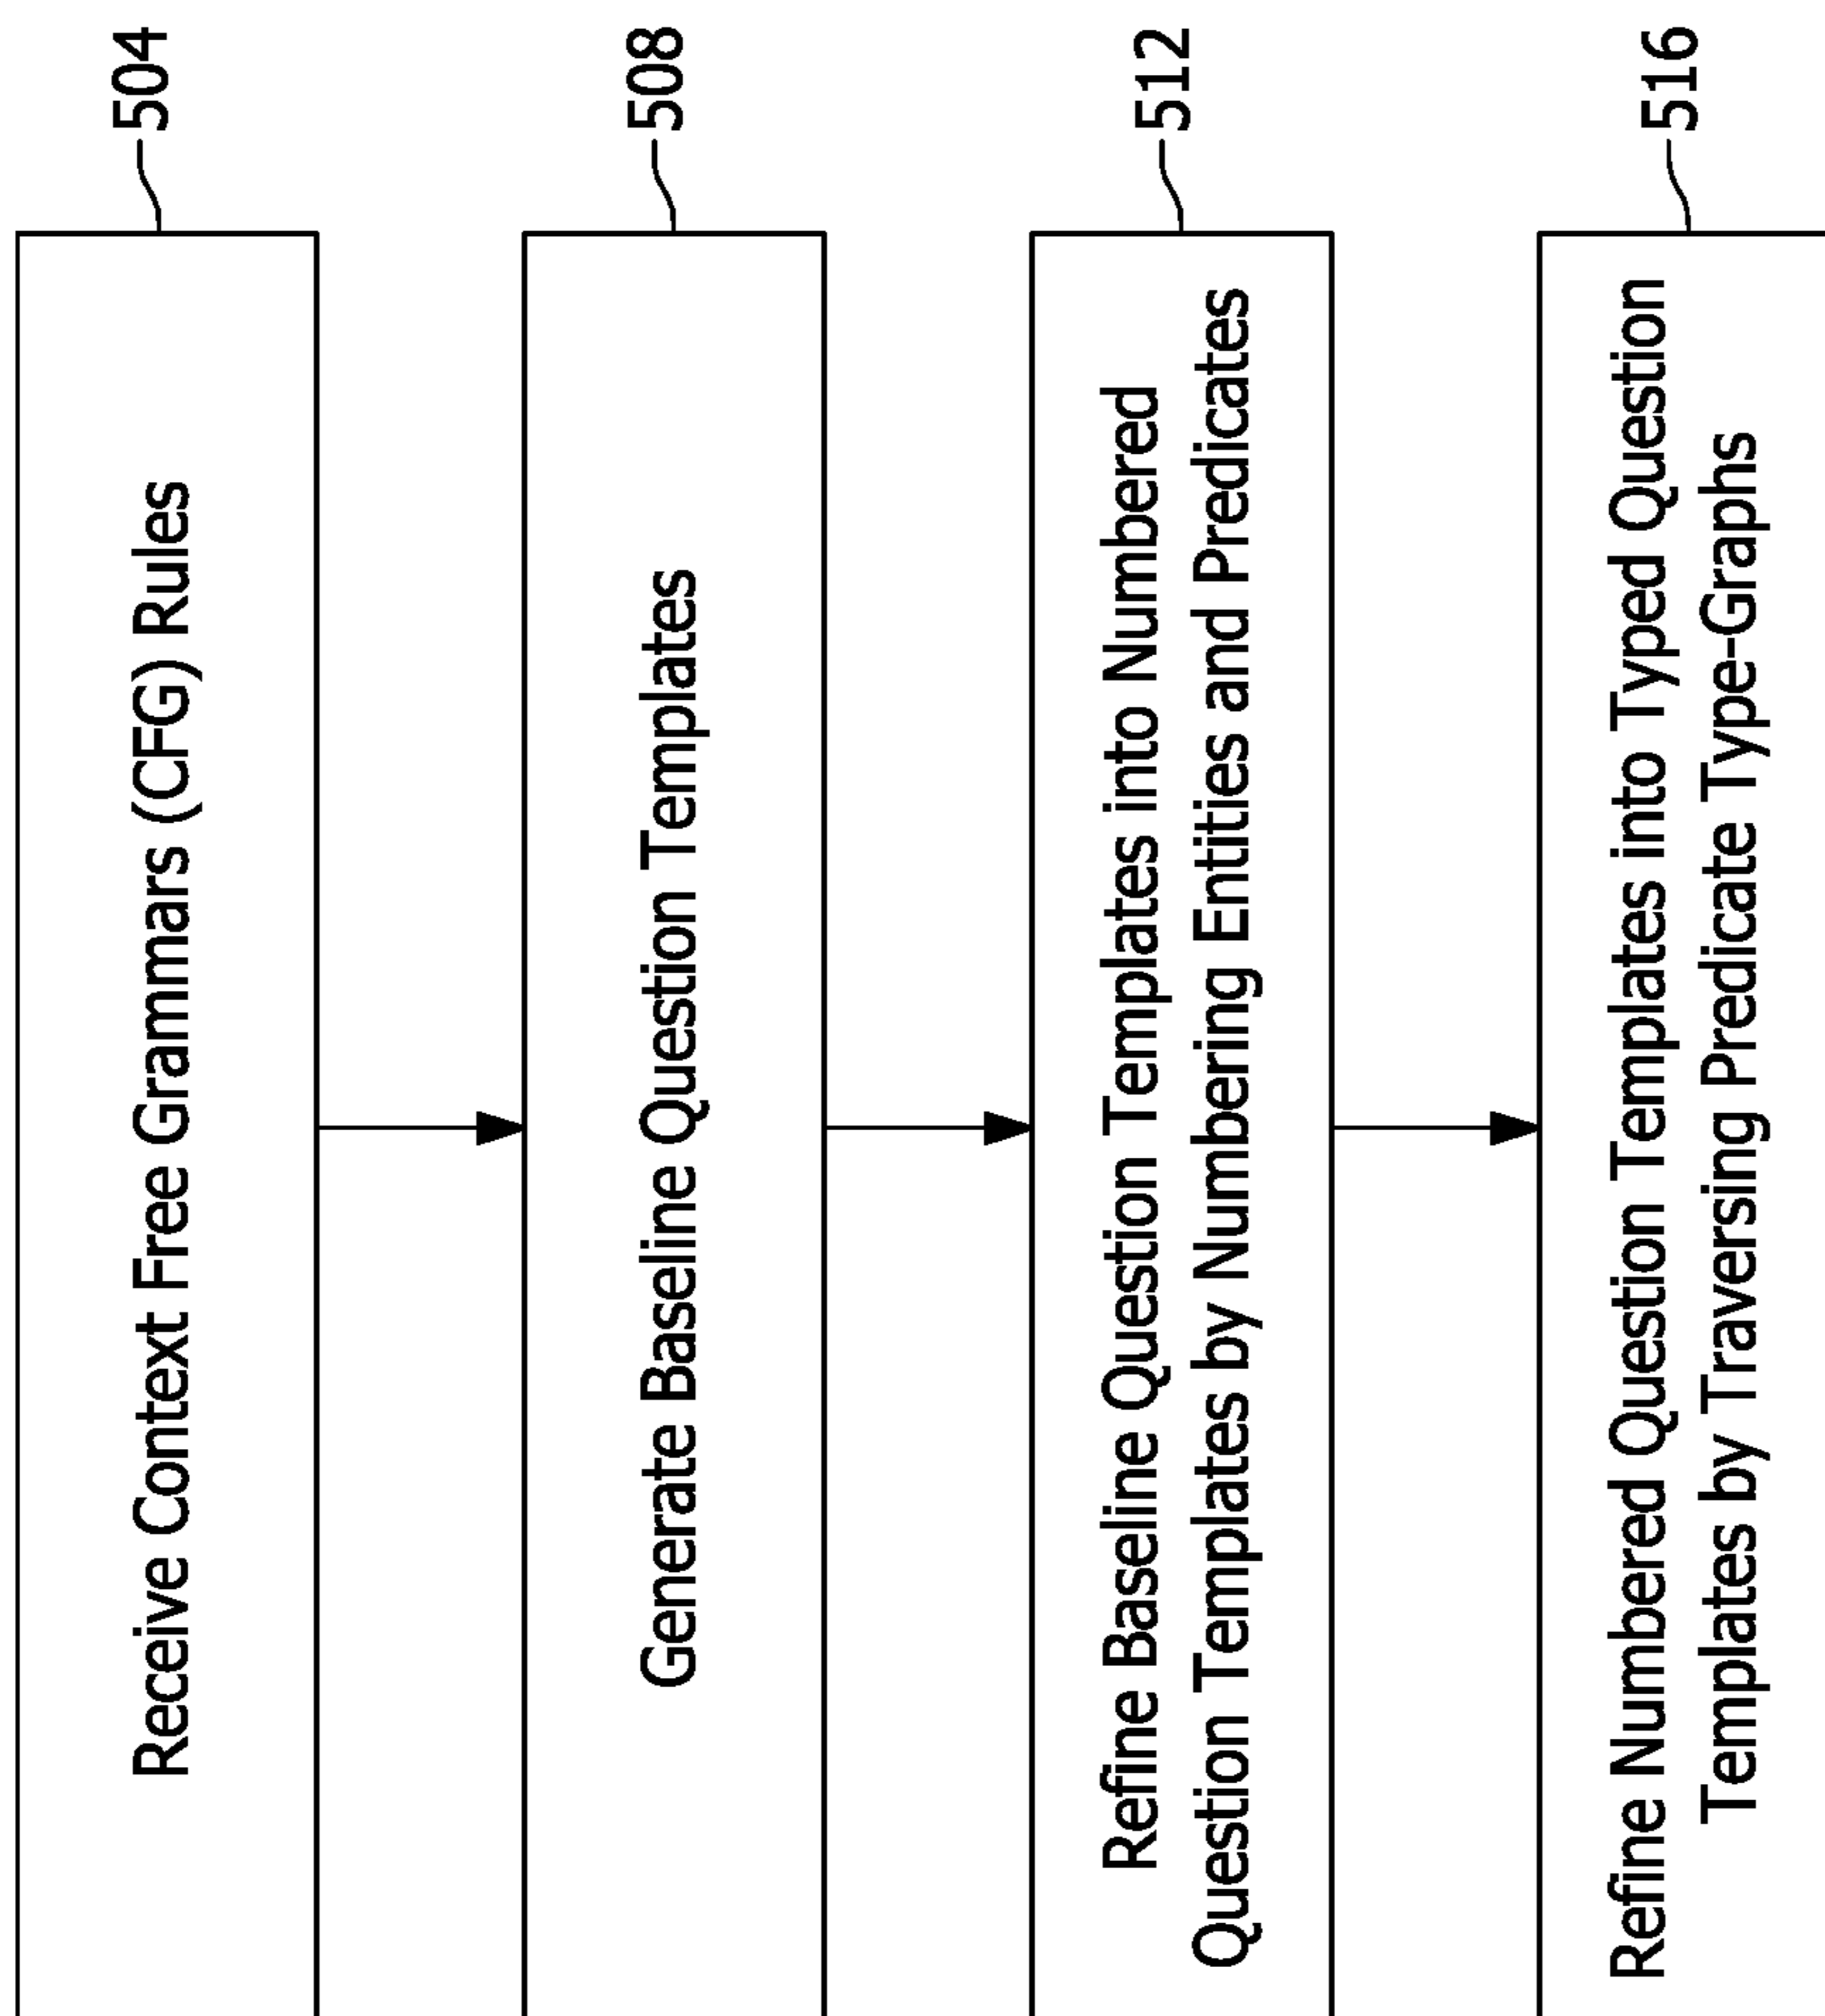 Receive Context Free Grammars (CFG) Rules
504
Generate Baseline Question Templates
508
Refine Baseline Question Templates into Numbered
Question Templates by Numbering Entities and Predicates
512
Refine Numbered Question Templates into Typed Question
Templates by Traversing Predicate Type-Graphs
516